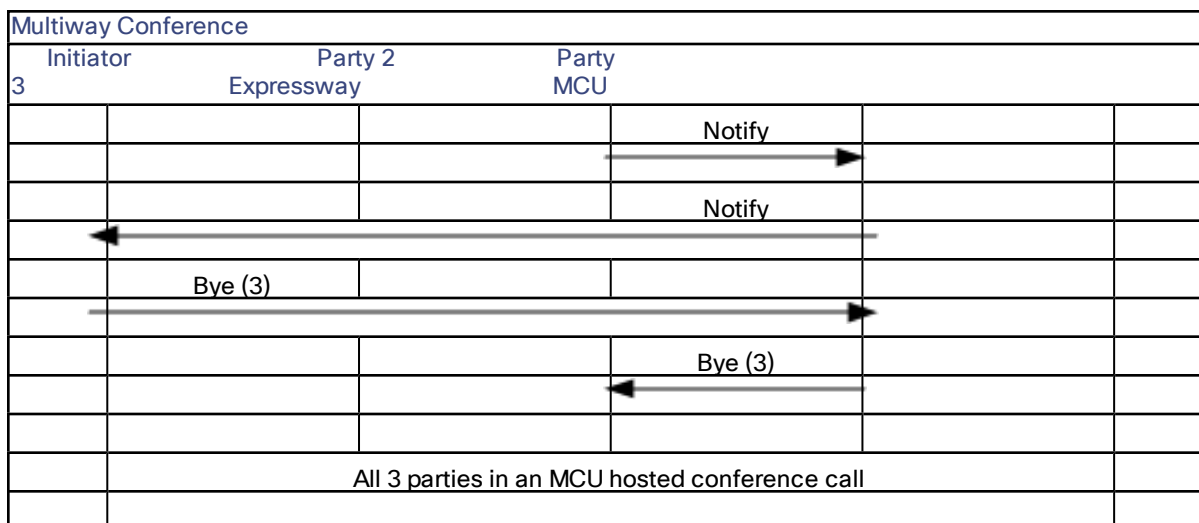 Multiway Conference
Initiator Party 2 Party
3 Expressway MCU
Notify
Notify
Bye (3)
Bye (3)
All 3 parties in an MCU hosted conference call